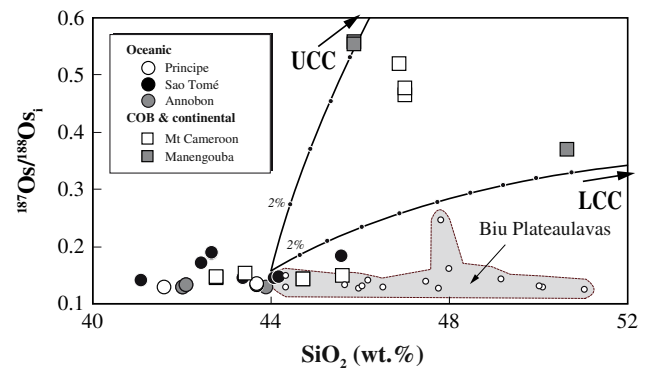 0.6
0.5
0.4
0.3
0.2
0.1
¹⁸⁷Os/¹⁸⁸Osᵢ
Oceanic
Principe
Sao Tomé
Annobon
COB & continental
Mt Cameroon
Manengouba
UCC
LCC
2%
2%
Biu Plateaulavas
40
44
48
52
SiO₂ (wt.%)